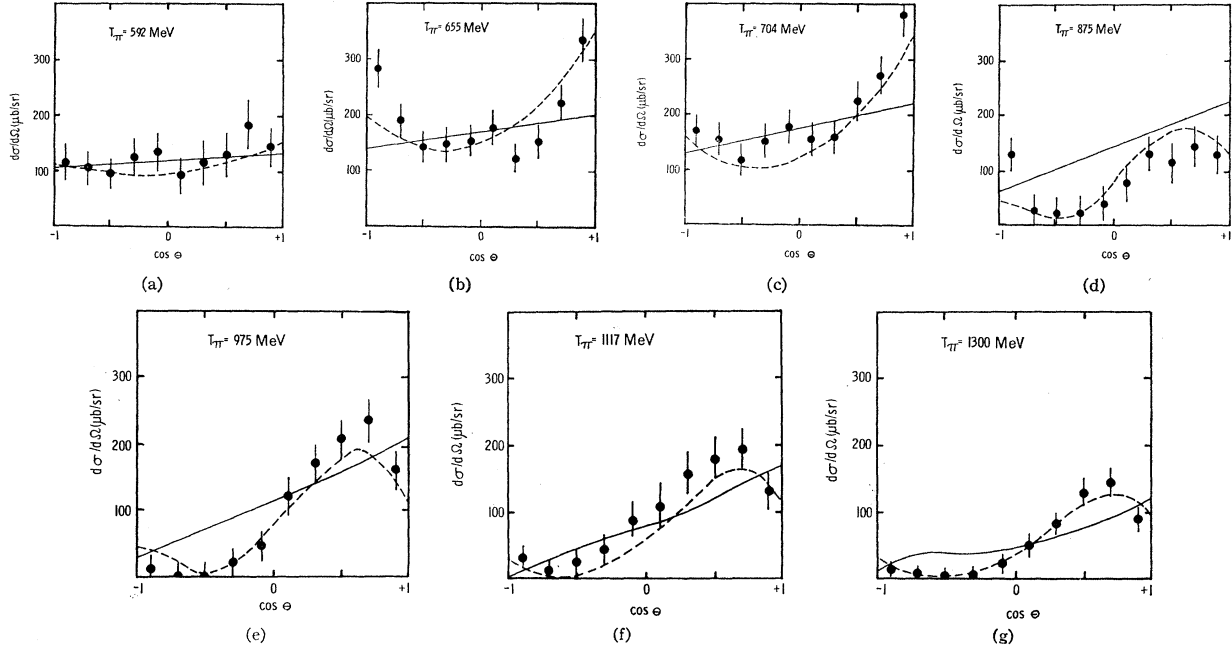 T_π = 592 MeV
dσ/dΩ (μb/sr)
300
200
100
-1 0 +1
cos Θ
(a)
T_π = 655 MeV
dσ/dΩ (μb/sr)
300
200
100
-1 0 +1
cos Θ
(b)
T_π = 704 MeV
dσ/dΩ (μb/sr)
300
200
100
-1 0 +1
cos Θ
(c)
T_π = 875 MeV
dσ/dΩ (μb/sr)
300
200
100
-1 0 +1
cos Θ
(d)
T_π = 975 MeV
dσ/dΩ (μb/sr)
300
200
100
-1 0 +1
cos Θ
(e)
T_π = 1117 MeV
dσ/dΩ (μb/sr)
300
200
100
-1 0 +1
cos Θ
(f)
T_π = 1300 MeV
dσ/dΩ (μb/sr)
300
200
100
-1 0 +1
cos Θ
(g)